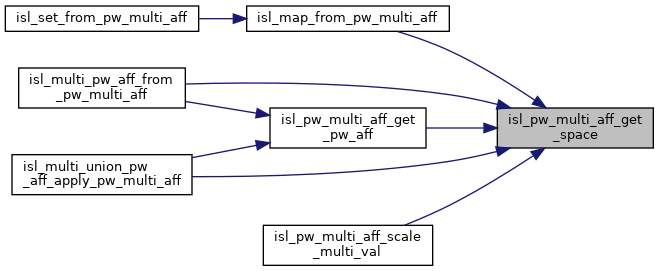 isl_set_from_pw_multi_aff
isl_map_from_pw_multi_aff
isl_multi_pw_aff_from
_pw_multi_aff
isl_pw_multi_aff_get
_pw_aff
isl_pw_multi_aff_get
_space
isl_multi_union_pw
_aff_apply_pw_multi_aff
isl_pw_multi_aff_scale
_multi_val